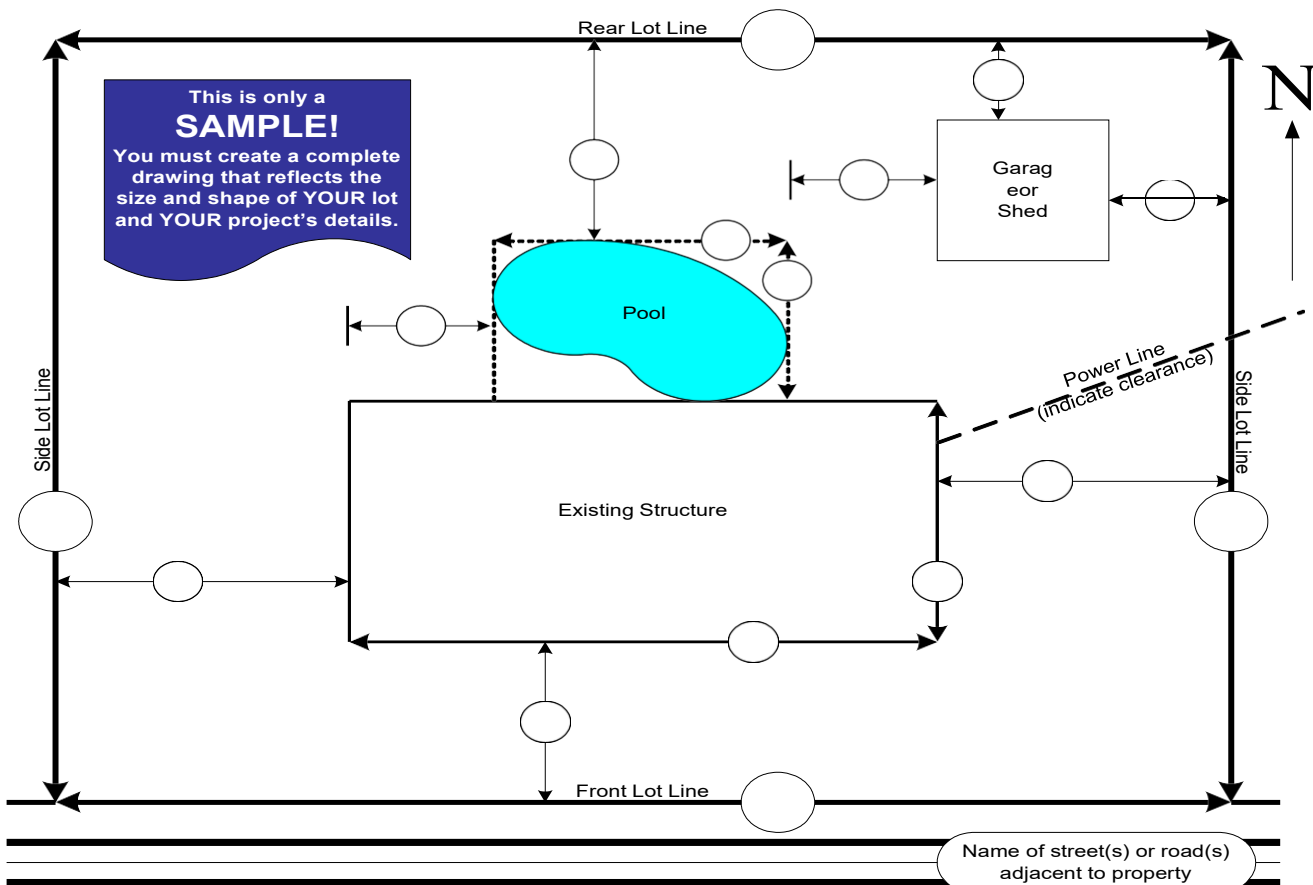 Rear Lot Line
N
This is only a
SAMPLE!
You must create a complete
drawing that reflects the
size and shape of YOUR lot
and YOUR project's details.
Garag
eor
Shed
Pool
Power Line
(indicate clearance)
Side Lot Line
Side Lot Line
Existing Structure
Front Lot Line
Name of street(s) or road(s)
adjacent to property